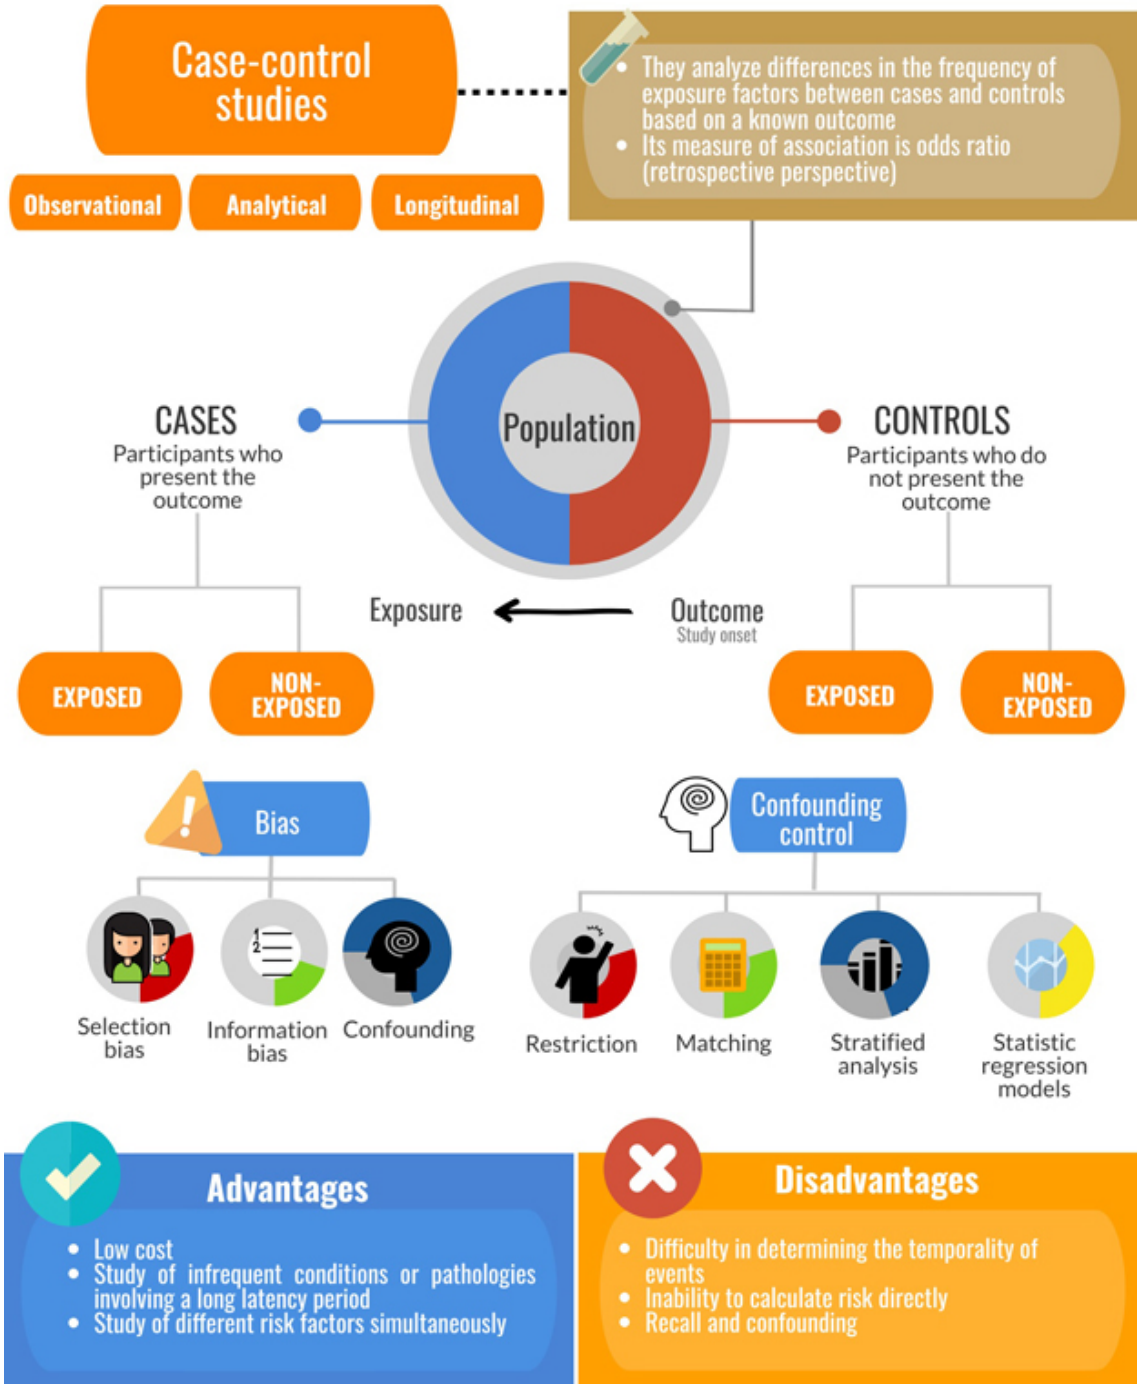 Case-control
studies
• They analyze differences in the frequency of
exposure factors between cases and controls
based on a known outcome
• Its measure of association is odds ratio
(retrospective perspective)
Observational
Analytical
Longitudinal
Population
CASES
Participants who
present the
outcome
CONTROLS
Participants who do
not present the
outcome
Exposure
Outcome
Study onset
EXPOSED
NON-
EXPOSED
EXPOSED
NON-
EXPOSED
Bias
Confounding
control
1
2
Selection
bias
Information
bias
Confounding
Restriction
Matching
Stratified
analysis
Statistic
regression
models
Advantages
• Low cost
• Study of infrequent conditions or pathologies
involving a long latency period
• Study of different risk factors simultaneously
Disadvantages
• Difficulty in determining the temporality of
events
• Inability to calculate risk directly
• Recall and confounding